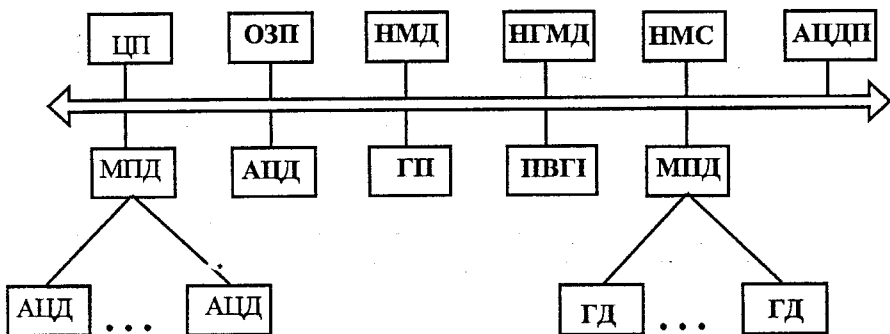 ЦП ОЗП НМД НГМД НМС АЦДП
МПД АЦД ГП ПВГІ МПД
АЦД ... АЦД ГД ... ГД